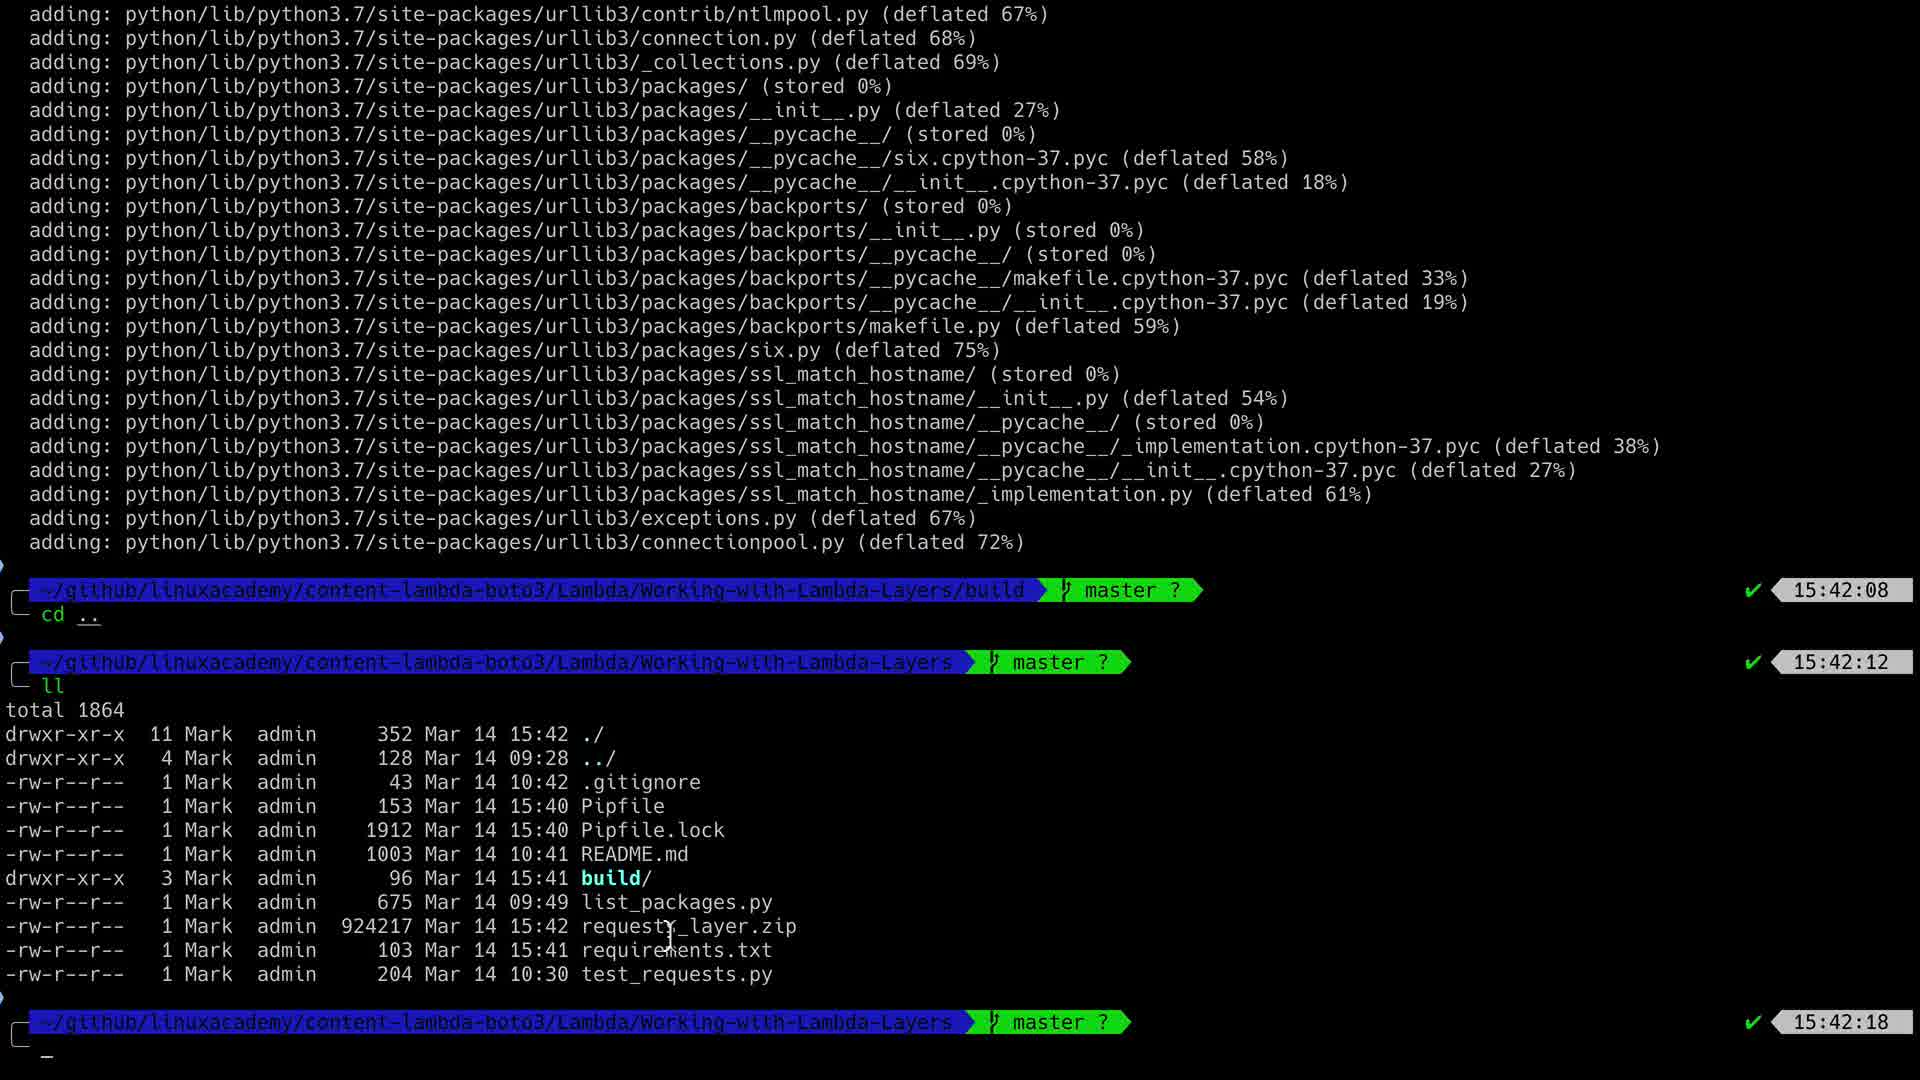 adding: python/lib/python3.7/site-packages/urllib3/contrib/ntlmpool.py (deflated 67%)
adding: python/lib/python3.7/site-packages/urllib3/connection.py (deflated 68%)
adding: python/lib/python3.7/site-packages/urllib3/_collections.py (deflated 69%)
adding: python/lib/python3.7/site-packages/urllib3/packages/ (stored 0%)
adding: python/lib/python3.7/site-packages/urllib3/packages/__init__.py (deflated 27%)
adding: python/lib/python3.7/site-packages/urllib3/packages/__pycache__/ (stored 0%)
adding: python/lib/python3.7/site-packages/urllib3/packages/__pycache__/six.cpython-37.pyc (deflated 58%)
adding: python/lib/python3.7/site-packages/urllib3/packages/__pycache__/__init__.cpython-37.pyc (deflated 18%)
adding: python/lib/python3.7/site-packages/urllib3/packages/backports/ (stored 0%)
adding: python/lib/python3.7/site-packages/urllib3/packages/backports/__init__.py (stored 0%)
adding: python/lib/python3.7/site-packages/urllib3/packages/backports/__pycache__/ (stored 0%)
adding: python/lib/python3.7/site-packages/urllib3/packages/backports/__pycache__/makefile.cpython-37.pyc (deflated 33%)
adding: python/lib/python3.7/site-packages/urllib3/packages/backports/__pycache__/__init__.cpython-37.pyc (deflated 19%)
adding: python/lib/python3.7/site-packages/urllib3/packages/backports/makefile.py (deflated 59%)
adding: python/lib/python3.7/site-packages/urllib3/packages/six.py (deflated 75%)
adding: python/lib/python3.7/site-packages/urllib3/packages/ssl_match_hostname/ (stored 0%)
adding: python/lib/python3.7/site-packages/urllib3/packages/ssl_match_hostname/__init__.py (deflated 54%)
adding: python/lib/python3.7/site-packages/urllib3/packages/ssl_match_hostname/__pycache__/ (stored 0%)
adding: python/lib/python3.7/site-packages/urllib3/packages/ssl_match_hostname/__pycache__/_implementation.cpython-37.pyc (deflated 38%)
adding: python/lib/python3.7/site-packages/urllib3/packages/ssl_match_hostname/__pycache__/__init__.cpython-37.pyc (deflated 27%)
adding: python/lib/python3.7/site-packages/urllib3/packages/ssl_match_hostname/_implementation.py (deflated 61%)
adding: python/lib/python3.7/site-packages/urllib3/exceptions.py (deflated 67%)
adding: python/lib/python3.7/site-packages/urllib3/connectionpool.py (deflated 72%)
~/github/linuxacademy/content-lambda-boto3/Lambda/Working-with-Lambda-Layers/build master ? ✔ 15:42:08
cd ..
~/github/linuxacademy/content-lambda-boto3/Lambda/Working-with-Lambda-Layers master ? ✔ 15:42:12
ll
total 1864
drwxr-xr-x 11 Mark admin 352 Mar 14 15:42 ./
drwxr-xr-x 4 Mark admin 128 Mar 14 09:28 ../
-rw-r--r-- 1 Mark admin 43 Mar 14 10:42 .gitignore
-rw-r--r-- 1 Mark admin 153 Mar 14 15:40 Pipfile
-rw-r--r-- 1 Mark admin 1912 Mar 14 15:40 Pipfile.lock
-rw-r--r-- 1 Mark admin 1003 Mar 14 10:41 README.md
drwxr-xr-x 3 Mark admin 96 Mar 14 15:41 build/
-rw-r--r-- 1 Mark admin 675 Mar 14 09:49 list_packages.py
-rw-r--r-- 1 Mark admin 924217 Mar 14 15:42 requests_layer.zip
-rw-r--r-- 1 Mark admin 103 Mar 14 15:41 requirements.txt
-rw-r--r-- 1 Mark admin 204 Mar 14 10:30 test_requests.py
~/github/linuxacademy/content-lambda-boto3/Lambda/Working-with-Lambda-Layers master ? ✔ 15:42:18